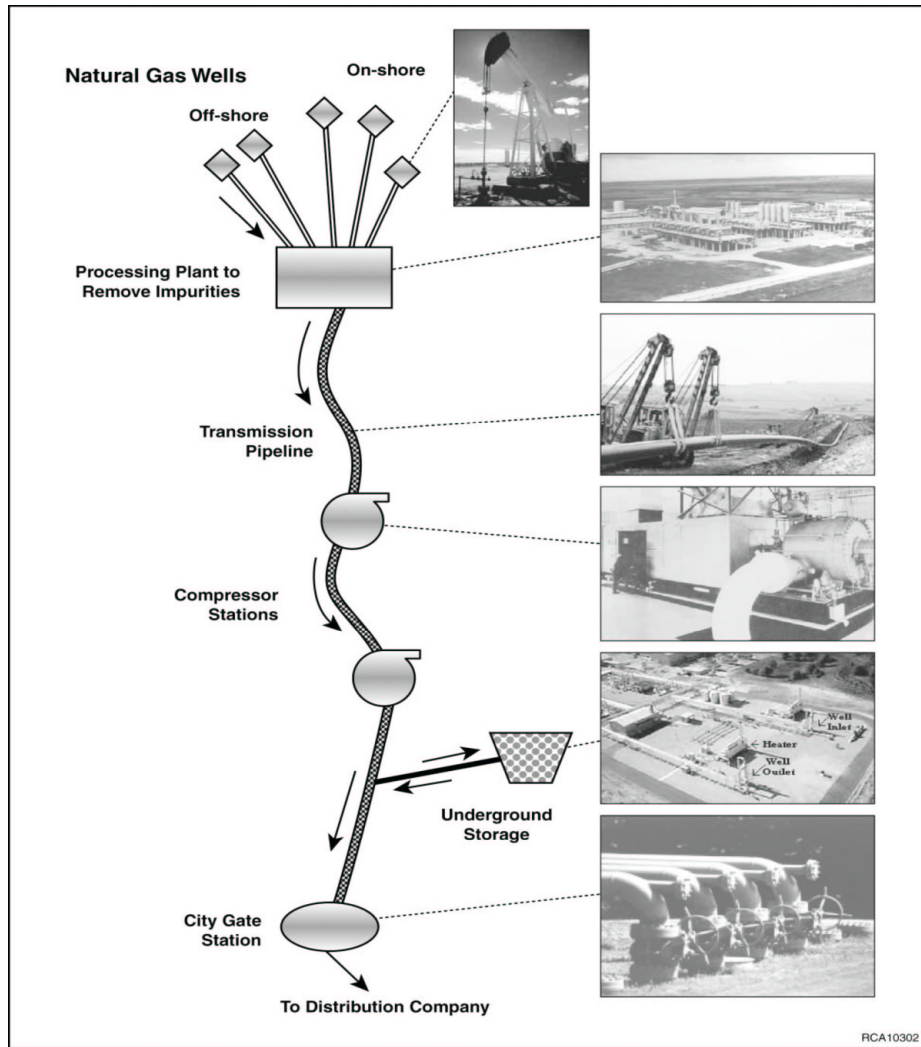 Natural Gas Wells
On-shore
Off-shore
Processing Plant to
Remove Impurities
Transmission
Pipeline
Compressor
Stations
Well
Inlet
Heater
Well
Outlet
Underground
Storage
City Gate
Station
To Distribution Company
RCA10302